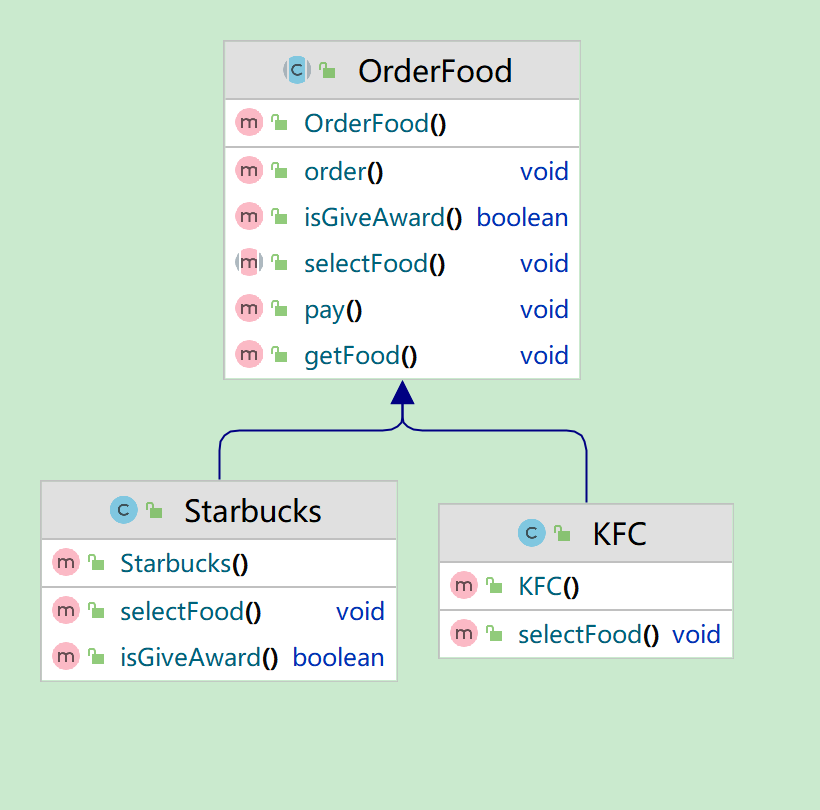 OrderFood
OrderFood()
order() void
isGiveAward() boolean
selectFood() void
pay() void
getFood() void
Starbucks
Starbucks()
selectFood() void
isGiveAward() boolean
KFC
KFC()
selectFood() void